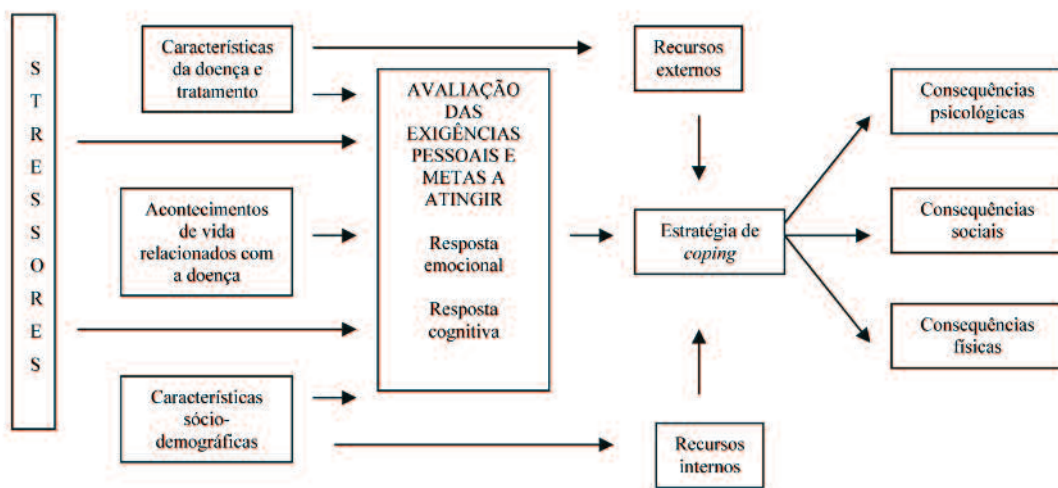 STRESSORES
Características
da doença e
tratamento
Acontecimentos
de vida
relacionados com
a doença
Características
sócio-
demográficas
AVALIAÇÃO
DAS
EXIGÊNCIAS
PESSOAIS E
METAS A
ATINGIR
Resposta
emocional
Resposta
cognitiva
Recursos
externos
Estratégia de
coping
Recursos
internos
Consequências
psicológicas
Consequências
sociais
Consequências
físicas